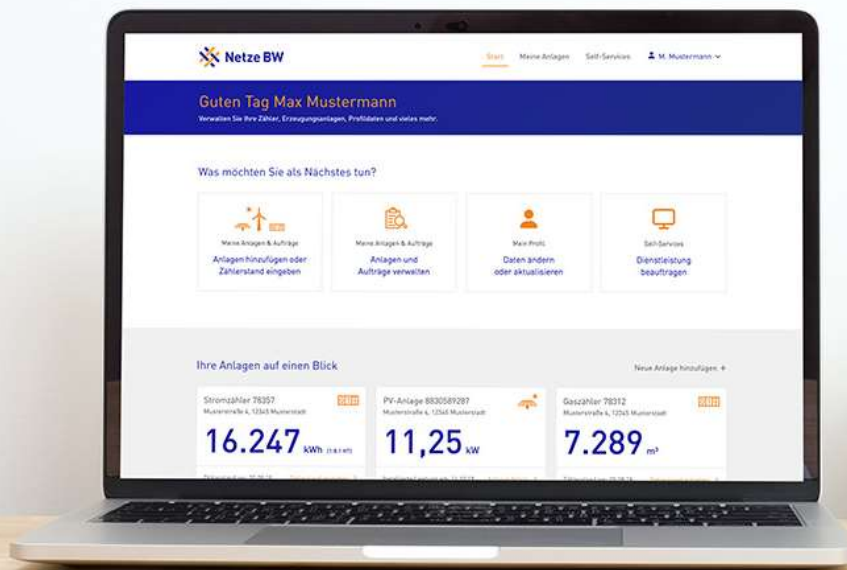 Netze BW
Start Meine Anlagen Self-Services M. Mustermann
Guten Tag Max Mustermann
Verwalten Sie Ihre Zähler, Erzeugungsanlagen, Profildaten und vieles mehr.
Was möchten Sie als Nächstes tun?
Meine Anlagen & Aufträge
Anlagen hinzufügen oder
Zählerstand eingeben
Meine Anlagen & Aufträge
Anlagen und
Aufträge verwalten
Mein Profil
Daten ändern
oder aktualisieren
Self-Services
Dienstleistung
beauftragen
Ihre Anlagen auf einen Blick
Neue Anlage hinzufügen +
Stromzähler 78357
Musterstraße 4, 12345 Musterstadt
16.247 kWh
PV-Anlage 8830589287
Musterstraße 4, 12345 Musterstadt
11,25 kW
Gaszähler 78312
Musterstraße 4, 12345 Musterstadt
7.289 m³